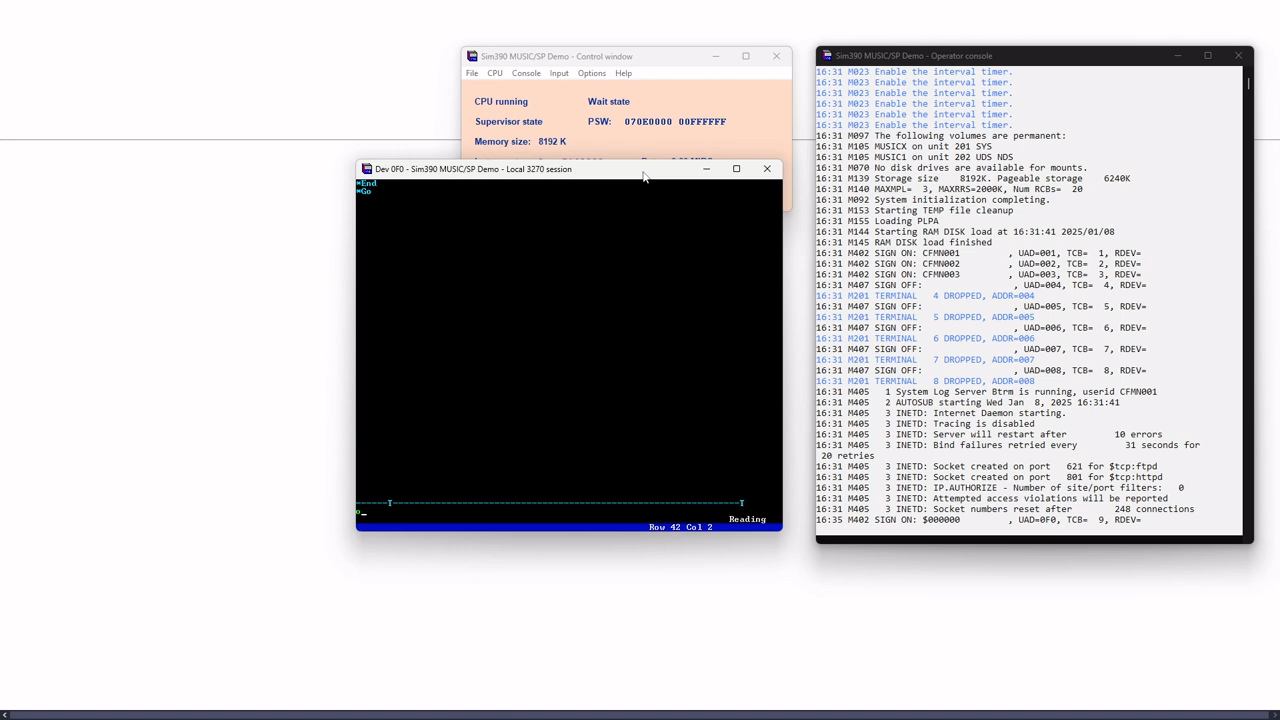 Sim390 MUSIC/SP Demo - Control window
File CPU Console Input Options Help
CPU running Wait state
Supervisor state PSW: 070E0000 00FFFFFF
Memory size: 8192 K
Dev 0F0 - Sim390 MUSIC/SP Demo - Local 3270 session
*End
*Go
------T----------------------------------------------------------------------T
o_
Reading
Row 42 Col 2
Sim390 MUSIC/SP Demo - Operator console
16:31 M023 Enable the interval timer.
16:31 M023 Enable the interval timer.
16:31 M023 Enable the interval timer.
16:31 M023 Enable the interval timer.
16:31 M023 Enable the interval timer.
16:31 M023 Enable the interval timer.
16:31 M097 The following volumes are permanent:
16:31 M105 MUSICX on unit 201 SYS
16:31 M105 MUSIC1 on unit 202 UDS NDS
16:31 M070 No disk drives are available for mounts.
16:31 M139 Storage size 8192K. Pageable storage 6240K
16:31 M140 MAXMPL= 3, MAXRRS=2000K, Num RCBs= 20
16:31 M092 System initialization completing.
16:31 M153 Starting TEMP file cleanup
16:31 M155 Loading PLPA
16:31 M144 Starting RAM DISK load at 16:31:41 2025/01/08
16:31 M145 RAM DISK load finished
16:31 M402 SIGN ON: CFMN001 , UAD=001, TCB= 1, RDEV=
16:31 M402 SIGN ON: CFMN002 , UAD=002, TCB= 2, RDEV=
16:31 M402 SIGN ON: CFMN003 , UAD=003, TCB= 3, RDEV=
16:31 M407 SIGN OFF: , UAD=004, TCB= 4, RDEV=
16:31 M201 TERMINAL 4 DROPPED, ADDR=004
16:31 M407 SIGN OFF: , UAD=005, TCB= 5, RDEV=
16:31 M201 TERMINAL 5 DROPPED, ADDR=005
16:31 M407 SIGN OFF: , UAD=006, TCB= 6, RDEV=
16:31 M201 TERMINAL 6 DROPPED, ADDR=006
16:31 M407 SIGN OFF: , UAD=007, TCB= 7, RDEV=
16:31 M201 TERMINAL 7 DROPPED, ADDR=007
16:31 M407 SIGN OFF: , UAD=008, TCB= 8, RDEV=
16:31 M201 TERMINAL 8 DROPPED, ADDR=008
16:31 M405 1 System Log Server Btrm is running, userid CFMN001
16:31 M405 2 AUTOSUB starting Wed Jan 8, 2025 16:31:41
16:31 M405 3 INETD: Internet Daemon starting.
16:31 M405 3 INETD: Tracing is disabled
16:31 M405 3 INETD: Server will restart after 10 errors
16:31 M405 3 INETD: Bind failures retried every 31 seconds for
20 retries
16:31 M405 3 INETD: Socket created on port 621 for $tcp:ftpd
16:31 M405 3 INETD: Socket created on port 801 for $tcp:httpd
16:31 M405 3 INETD: IP.AUTHORIZE - Number of site/port filters: 0
16:31 M405 3 INETD: Attempted access violations will be reported
16:31 M405 3 INETD: Socket numbers reset after 248 connections
16:35 M402 SIGN ON: $000000 , UAD=0F0, TCB= 9, RDEV=